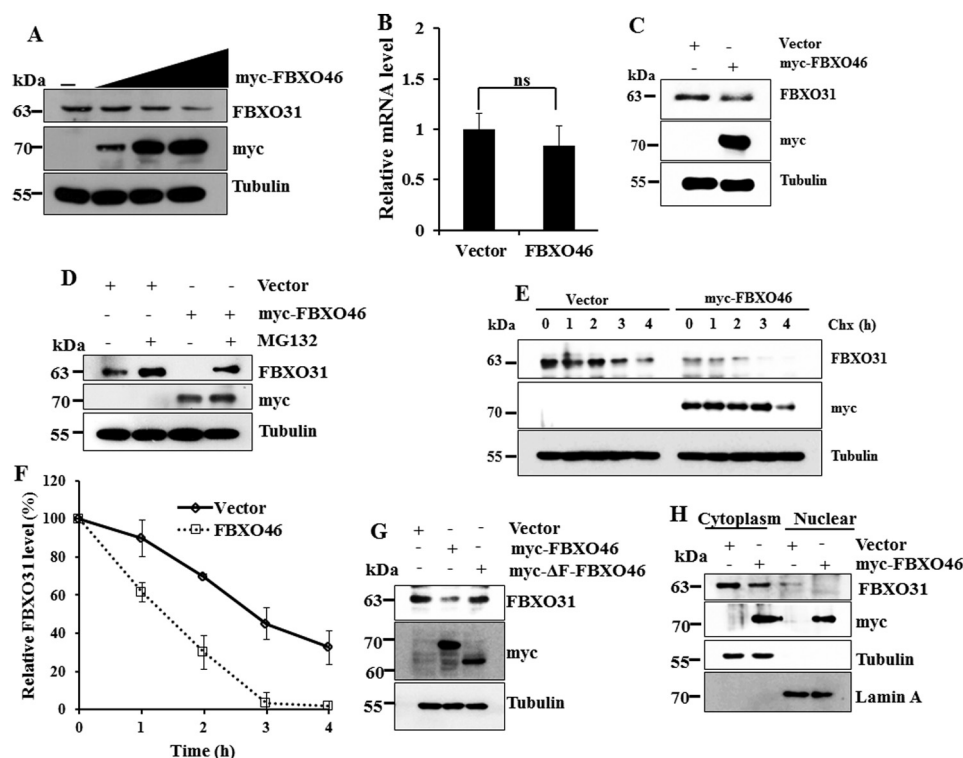 A
myc-FBXO46
kDa
–
63
FBXO31
70
myc
55
Tubulin
B
Relative mRNA level
2
1.5
1
0.5
0
ns
Vector
FBXO46
C
+ - Vector
- + myc-FBXO46
kDa
63
FBXO31
70
myc
55
Tubulin
D
+ + - - Vector
- - + + myc-FBXO46
- + - + MG132
kDa
63
FBXO31
70
myc
55
Tubulin
E
Vector myc-FBXO46
kDa
0 1 2 3 4 0 1 2 3 4 Chx (h)
63
FBXO31
70
myc
55
Tubulin
F
Relative FBXO31 level (%)
120
100
80
60
40
20
0
Vector
FBXO46
0 1 2 3 4
Time (h)
G
+ - - Vector
- + - myc-FBXO46
- - + myc-ΔF-FBXO46
kDa
63
FBXO31
70
60
myc
55
Tubulin
H
Cytoplasm Nuclear
+ - + - Vector
- + - + myc-FBXO46
kDa
63
FBXO31
70
myc
55
Tubulin
70
Lamin A